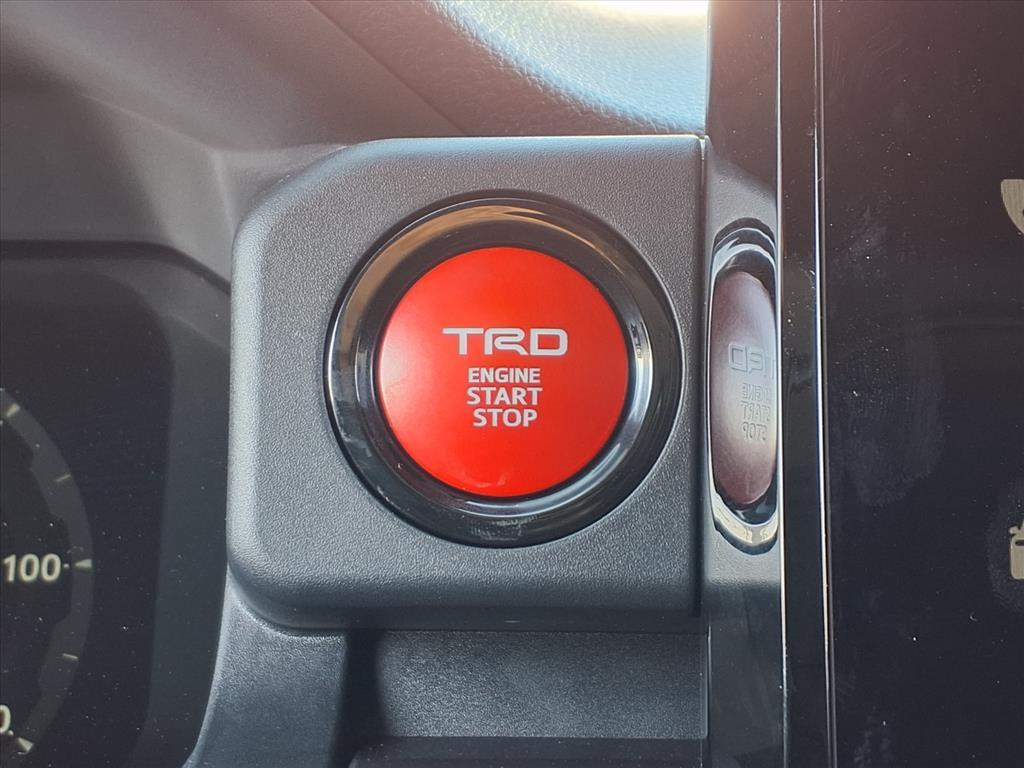 TRD
ENGINE
START
STOP
100